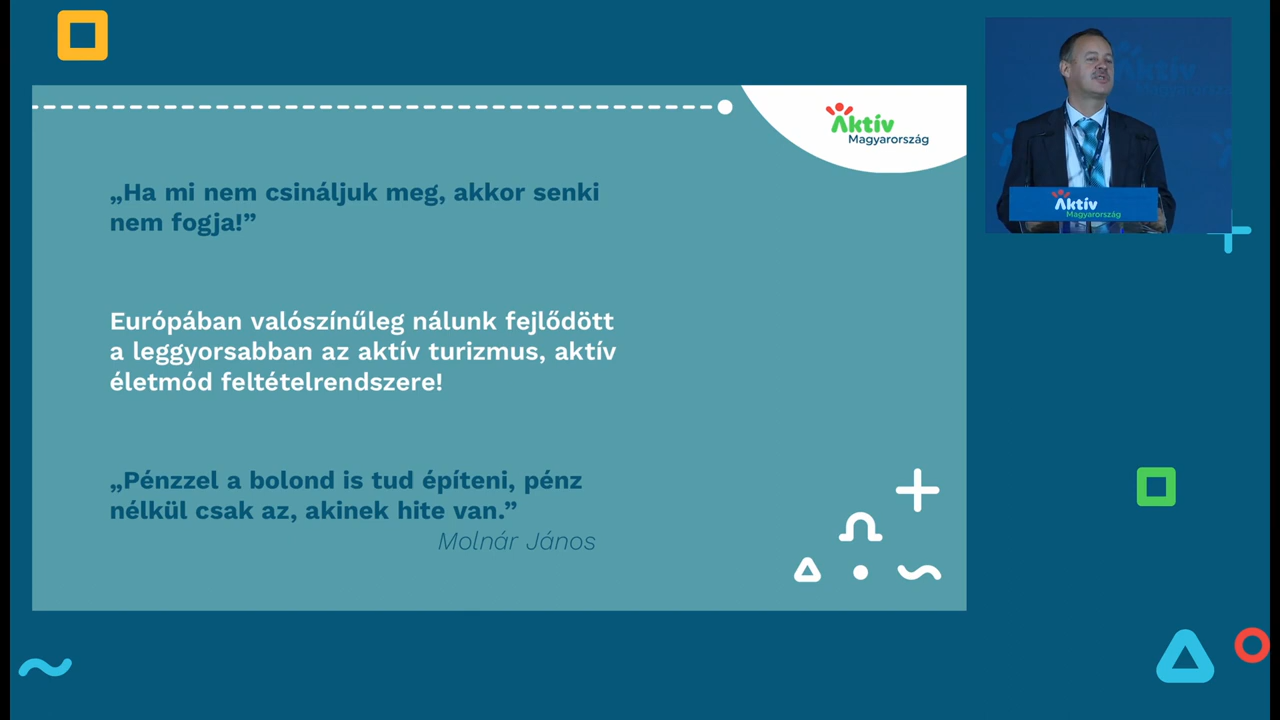 Aktív
Magyarország
„Ha mi nem csináljuk meg, akkor senki
nem fogja!”
Európában valószínűleg nálunk fejlődött
a leggyorsabban az aktív turizmus, aktív
életmód feltételrendszere!
„Pénzzel a bolond is tud építeni, pénz
nélkül csak az, akinek hite van.”
Molnár János
Aktív
Magyarország
Aktív
Magyarország